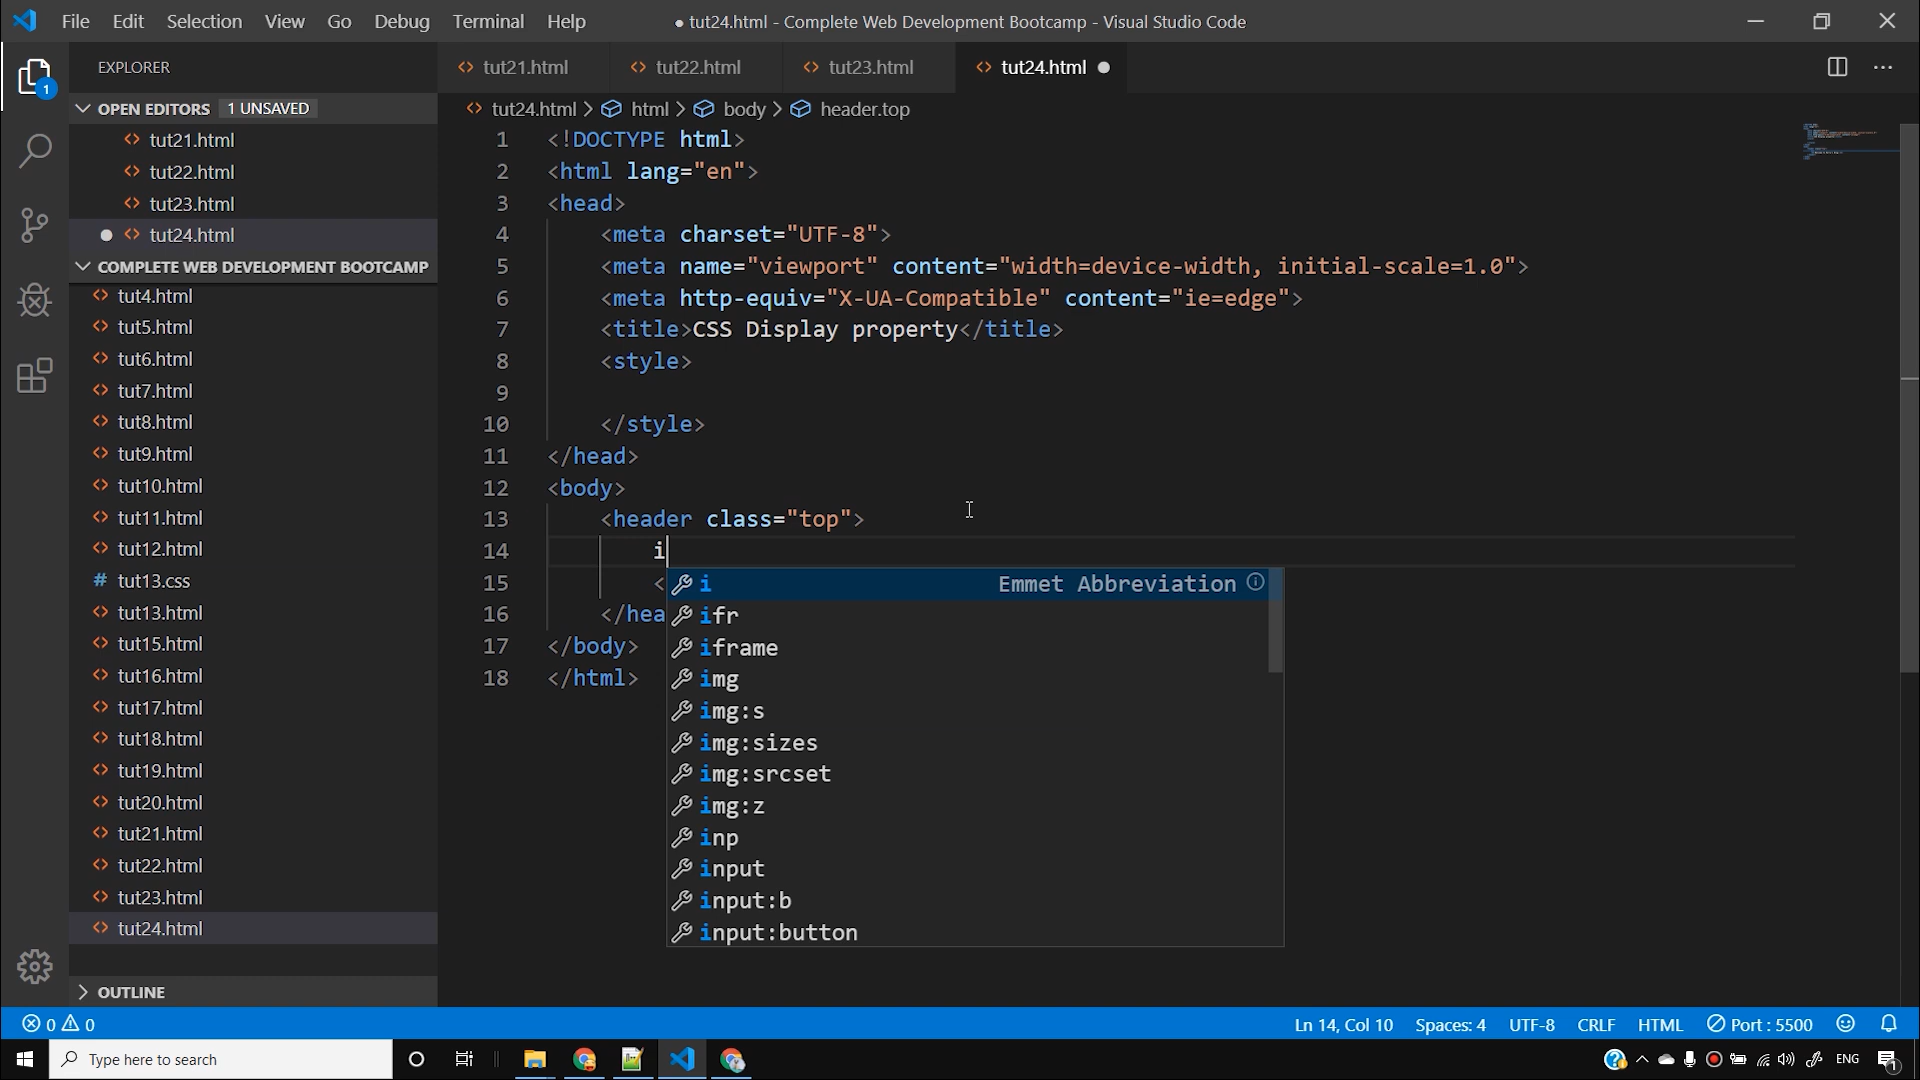 File Edit Selection View Go Debug Terminal Help
● tut24.html - Complete Web Development Bootcamp - Visual Studio Code
EXPLORER
1
OPEN EDITORS 1 UNSAVED
tut21.html
tut22.html
tut23.html
● tut24.html
COMPLETE WEB DEVELOPMENT BOOTCAMP
tut4.html
tut5.html
tut6.html
tut7.html
tut8.html
tut9.html
tut10.html
tut11.html
tut12.html
# tut13.css
tut13.html
tut15.html
tut16.html
tut17.html
tut18.html
tut19.html
tut20.html
tut21.html
tut22.html
tut23.html
tut24.html
OUTLINE
tut21.html tut22.html tut23.html tut24.html ●
tut24.html > html > body > header.top
1 <!DOCTYPE html>
2 <html lang="en">
3 <head>
4 <meta charset="UTF-8">
5 <meta name="viewport" content="width=device-width, initial-scale=1.0">
6 <meta http-equiv="X-UA-Compatible" content="ie=edge">
7 <title>CSS Display property</title>
8 <style>
9
10 </style>
11 </head>
12 <body>
13 <header class="top">
14 i
15 <
16 </hea
17 </body>
18 </html>
i Emmet Abbreviation
ifr
iframe
img
img:s
img:sizes
img:srcset
img:z
inp
input
input:b
input:button
0 0
Ln 14, Col 10 Spaces: 4 UTF-8 CRLF HTML Port : 5500
Type here to search
ENG
1